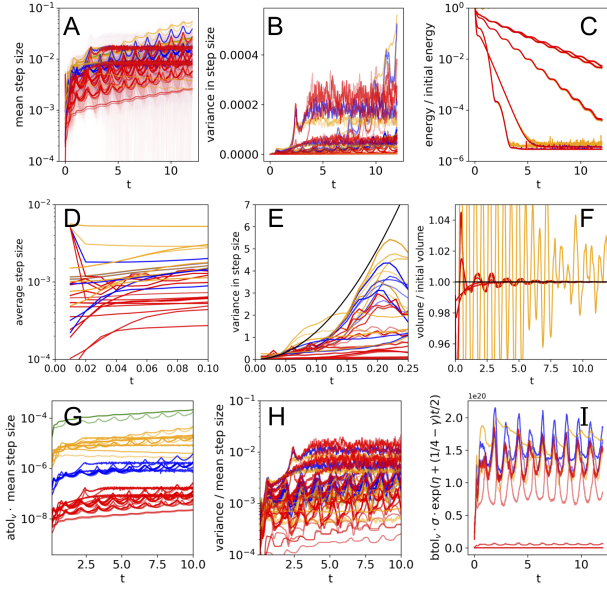 A
mean step size
10⁻¹
10⁻²
10⁻³
10⁻⁴
0
5
10
t
B
variance in step size
0.0004
0.0002
0.0000
0
5
10
t
C
energy / initial energy
10⁰
10⁻²
10⁻⁴
10⁻⁶
0
5
10
t
D
average step size
10⁻²
10⁻³
10⁻⁴
0.00
0.02
0.04
0.06
0.08
0.10
t
E
variance in step size
7
6
5
4
3
2
1
0
0.00
0.05
0.10
0.15
0.20
0.25
t
F
volume / initial volume
1.04
1.02
1.00
0.98
0.96
0.0
2.5
5.0
7.5
10.0
t
G
atolᵥ · mean step size
10⁻⁴
10⁻⁶
10⁻⁸
2.5
5.0
7.5
10.0
t
H
variance / mean step size
10⁻¹
10⁻²
10⁻³
10⁻⁴
2.5
5.0
7.5
10.0
t
I
btolᵥ · σ · exp(η + (1/4 − γ)t/2)
1e20
2.0
1.5
1.0
0.5
0.0
0
5
10
t